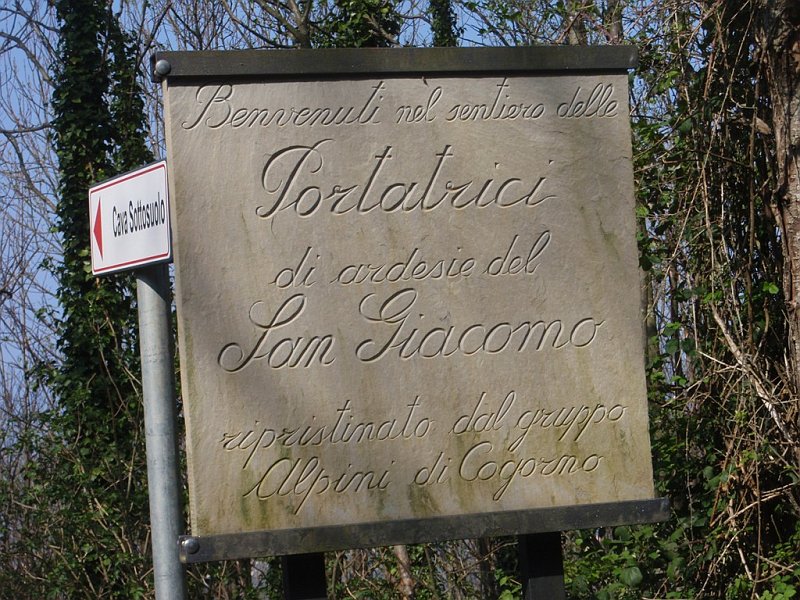 Benvenuti nel sentiero delle
Portatrici
di ardesie del
San Giacomo
ripristinato dal gruppo
Alpini di Cogorno
Cava Sottosuolo